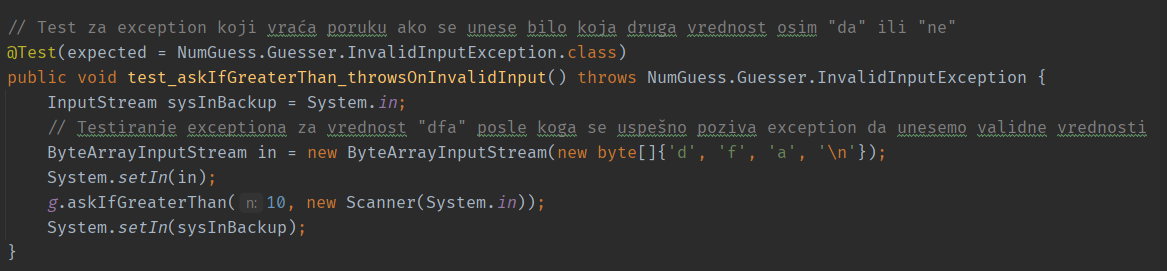 // Test za exception koji vraća poruku ako se unese bilo koja druga vrednost osim "da" ili "ne"
@Test(expected = NumGuess.Guesser.InvalidInputException.class)
public void test_askIfGreaterThan_throwsOnInvalidInput() throws NumGuess.Guesser.InvalidInputException {
    InputStream sysInBackup = System.in;
    // Testiranje exceptiona za vrednost "dfa" posle koga se uspešno poziva exception da unesemo validne vrednosti
    ByteArrayInputStream in = new ByteArrayInputStream(new byte[]{'d', 'f', 'a', '\n'});
    System.setIn(in);
    g.askIfGreaterThan( n: 10, new Scanner(System.in));
    System.setIn(sysInBackup);
}